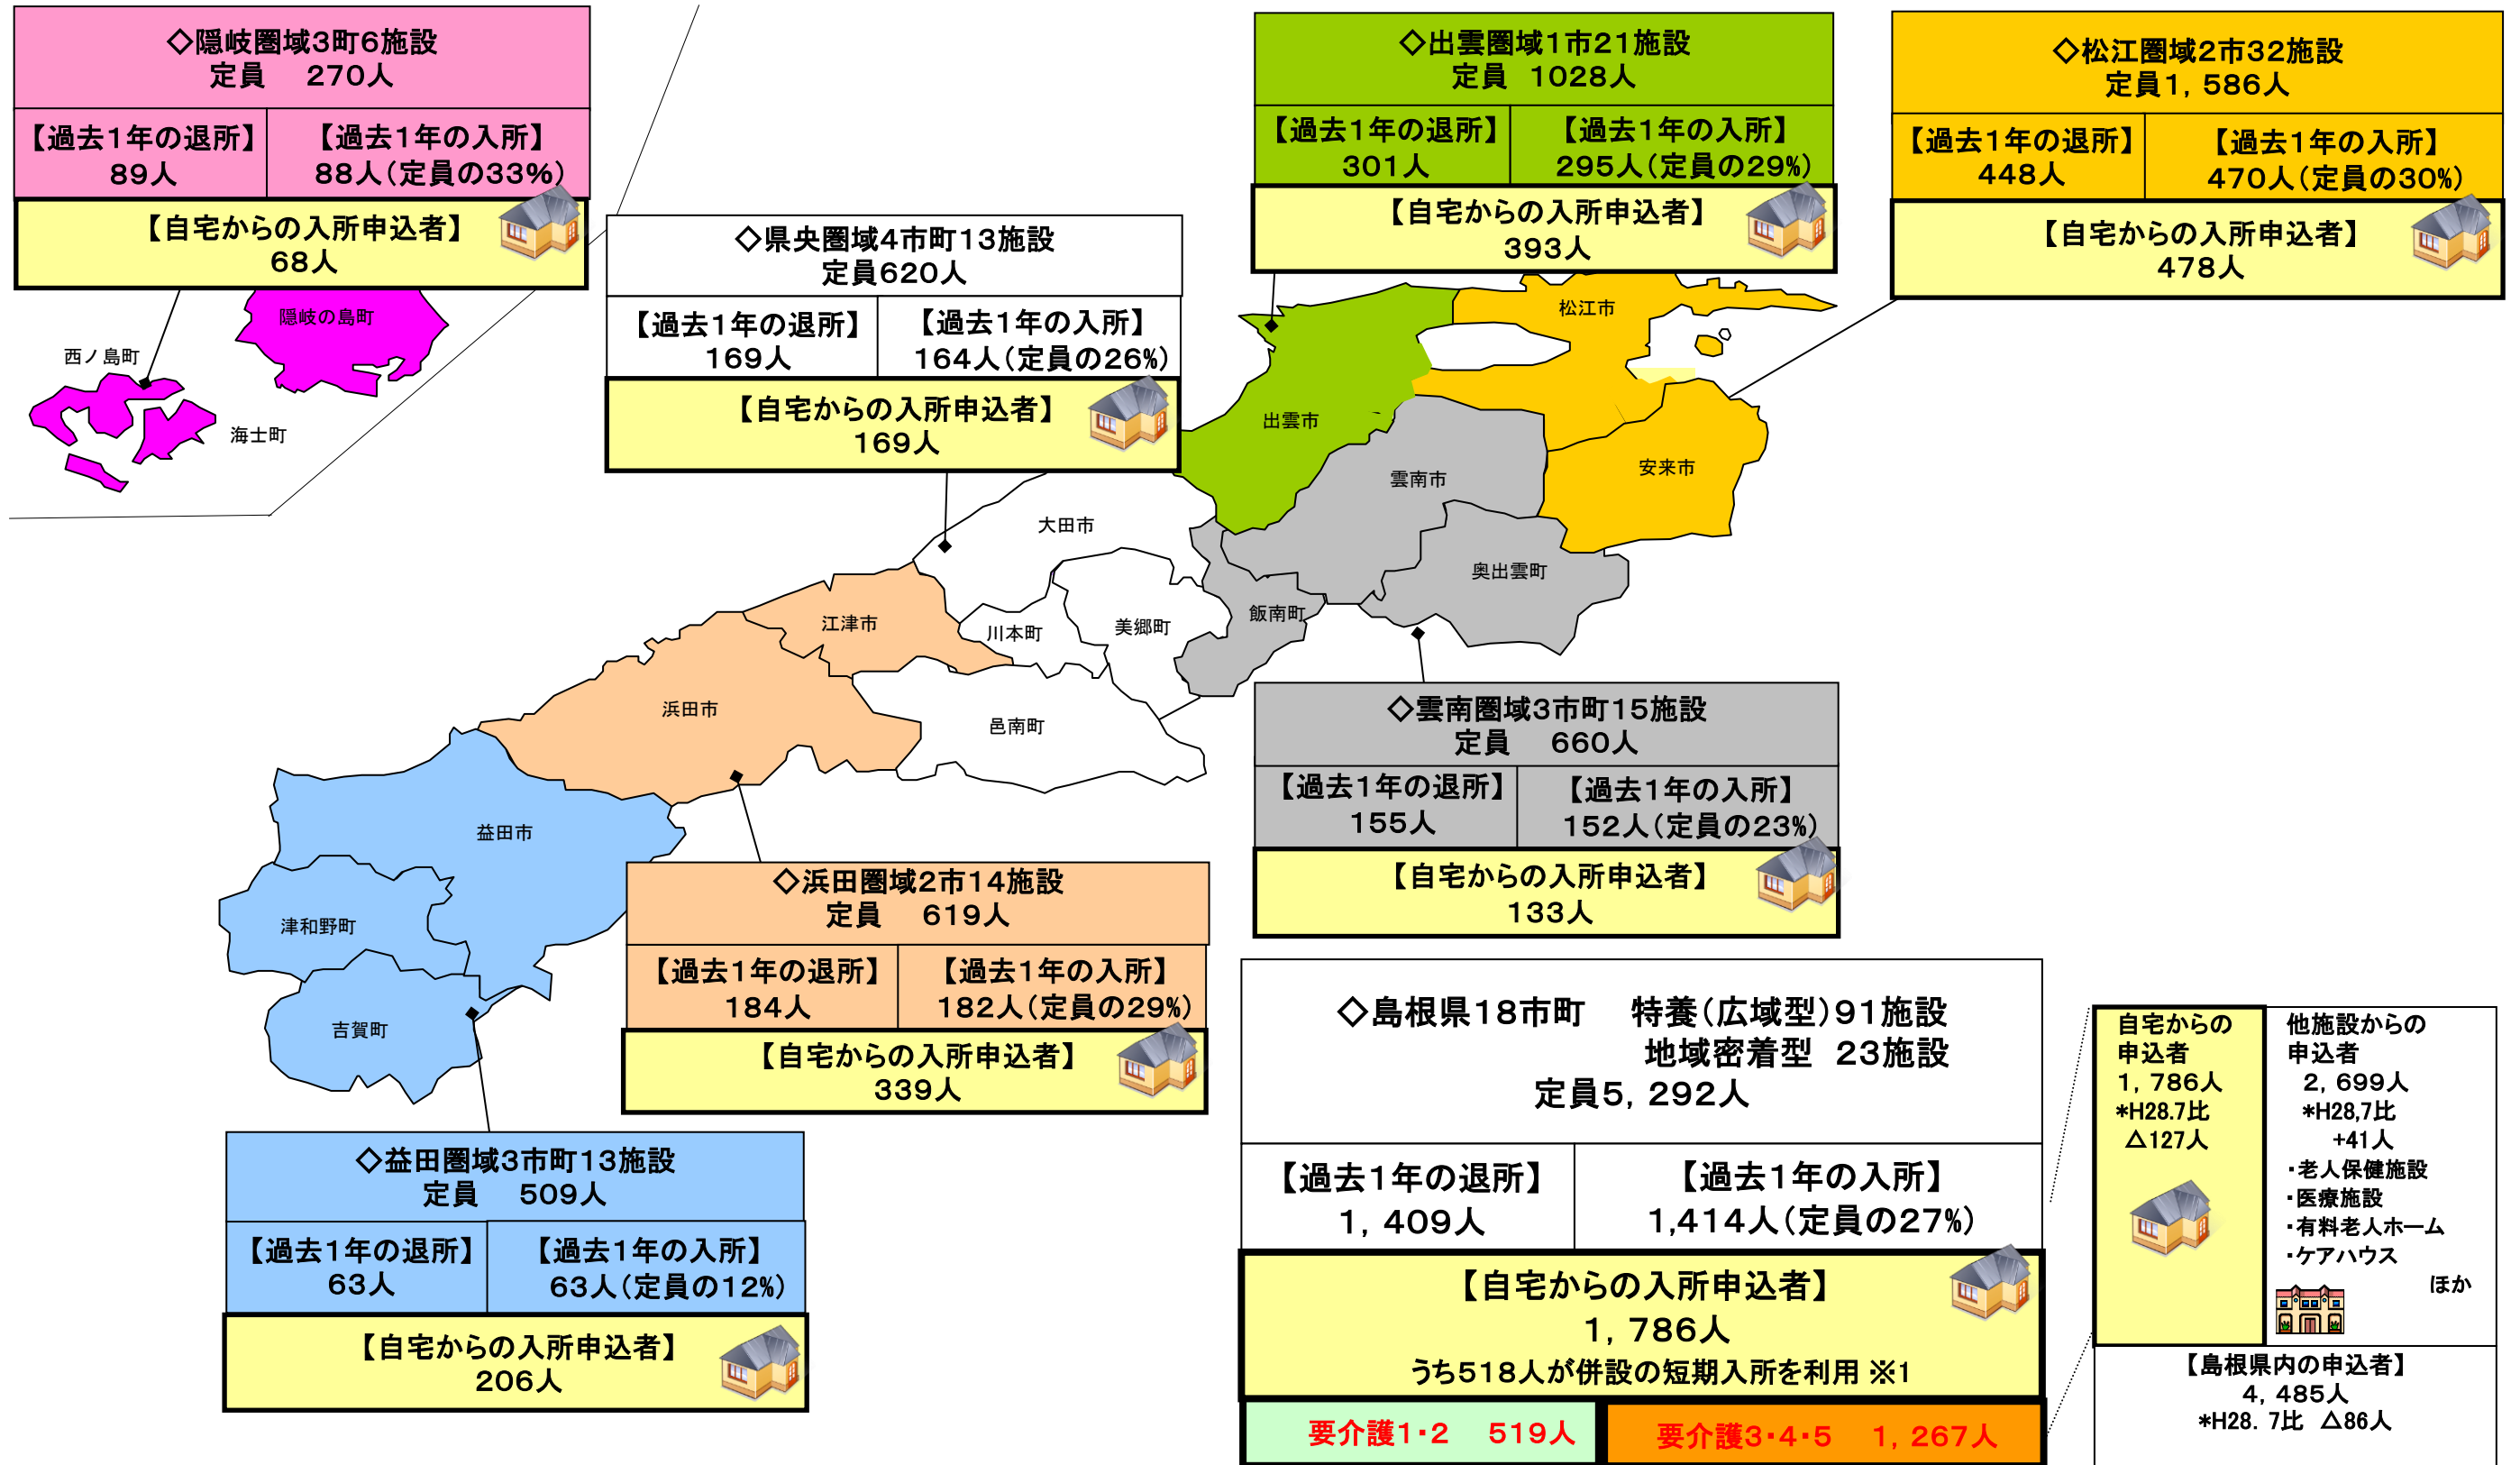 ◇隠岐圏域3町6施設
定員　270人
【過去1年の退所】
89人
【過去1年の入所】
88人(定員の33%)
【自宅からの入所申込者】
68人
◇県央圏域4市町13施設
定員620人
【過去1年の退所】
169人
【過去1年の入所】
164人(定員の26%)
【自宅からの入所申込者】
169人
◇出雲圏域1市21施設
定員　1028人
【過去1年の退所】
301人
【過去1年の入所】
295人(定員の29%)
【自宅からの入所申込者】
393人
◇松江圏域2市32施設
定員1, 586人
【過去1年の退所】
448人
【過去1年の入所】
470人(定員の30%)
【自宅からの入所申込者】
478人
隠岐の島町
西ノ島町
海士町
松江市
出雲市
雲南市
安来市
大田市
奥出雲町
飯南町
江津市
川本町
美郷町
浜田市
邑南町
益田市
津和野町
吉賀町
◇雲南圏域3市町15施設
定員　660人
【過去1年の退所】
155人
【過去1年の入所】
152人(定員の23%)
【自宅からの入所申込者】
133人
◇浜田圏域2市14施設
定員　619人
【過去1年の退所】
184人
【過去1年の入所】
182人(定員の29%)
【自宅からの入所申込者】
339人
◇益田圏域3市町13施設
定員　509人
【過去1年の退所】
63人
【過去1年の入所】
63人(定員の12%)
【自宅からの入所申込者】
206人
◇島根県18市町　特養(広域型)91施設
地域密着型　23施設
定員5, 292人
【過去1年の退所】
1, 409人
【過去1年の入所】
1,414人(定員の27%)
【自宅からの入所申込者】
1, 786人
うち518人が併設の短期入所を利用 ※1
要介護1・2　519人
要介護3・4・5　1, 267人
自宅からの
申込者
1, 786人
*H28.7比
△127人
他施設からの
申込者
2, 699人
*H28,7比
+41人
・老人保健施設
・医療施設
・有料老人ホーム
・ケアハウス
ほか
【島根県内の申込者】
4, 485人
*H28. 7比　△86人